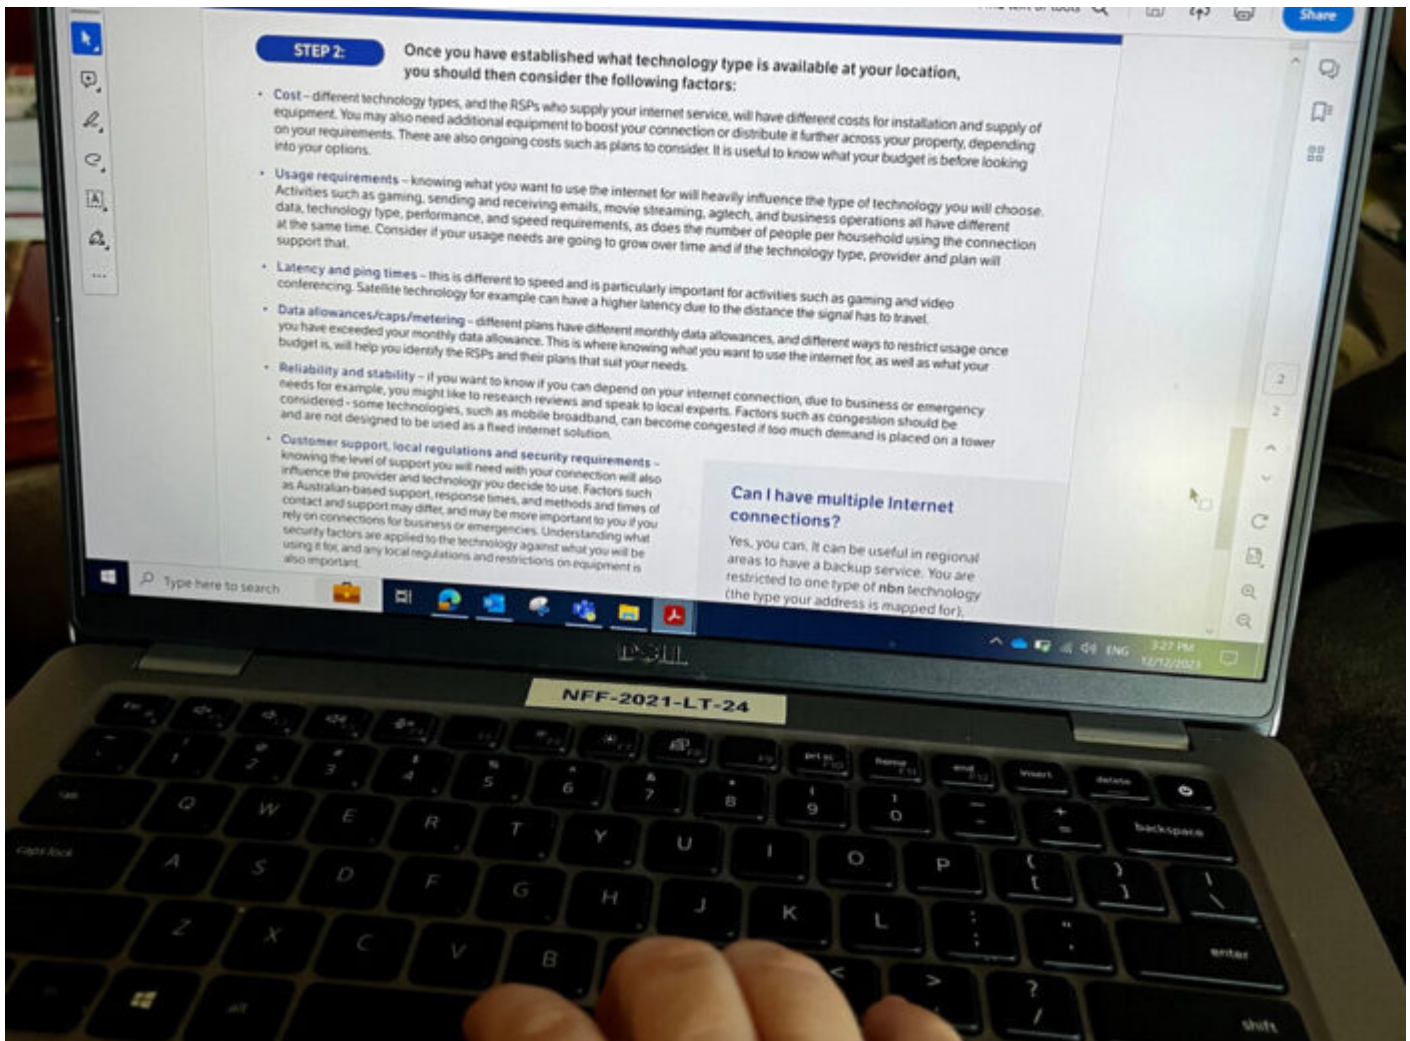 Share
STEP 2:
Once you have established what technology type is available at your location,
you should then consider the following factors:
• Cost – different technology types, and the RSPs who supply your internet service, will have different costs for installation and supply of
equipment. You may also need additional equipment to boost your connection or distribute it further across your property, depending
on your requirements. There are also ongoing costs such as plans to consider. It is useful to know what your budget is before looking
into your options.
• Usage requirements – knowing what you want to use the internet for will heavily influence the type of technology you will choose.
Activities such as gaming, sending and receiving emails, movie streaming, agtech, and business operations all have different
data, technology type, performance, and speed requirements, as does the number of people per household using the connection
at the same time. Consider if your usage needs are going to grow over time and if the technology type, provider and plan will
support that.
• Latency and ping times – this is different to speed and is particularly important for activities such as gaming and video
conferencing. Satellite technology for example can have a higher latency due to the distance the signal has to travel.
• Data allowances/caps/metering – different plans have different monthly data allowances, and different ways to restrict usage once
you have exceeded your monthly data allowance. This is where knowing what you want to use the internet for, as well as what your
budget is, will help you identify the RSPs and their plans that suit your needs.
• Reliability and stability – if you want to know if you can depend on your internet connection, due to business or emergency
needs for example, you might like to research reviews and speak to local experts. Factors such as congestion should be
considered - some technologies, such as mobile broadband, can become congested if too much demand is placed on a tower
and are not designed to be used as a fixed internet solution.
• Customer support, local regulations and security requirements –
knowing the level of support you will need with your connection will also
influence the provider and technology you decide to use. Factors such
as Australian-based support, response times, and methods and times of
contact and support may differ, and may be more important to you if you
rely on connections for business or emergencies. Understanding what
security factors are applied to the technology against what you will be
using it for, and any local regulations and restrictions on equipment is
also important.
Can I have multiple Internet
connections?
Yes, you can. It can be useful in regional
areas to have a backup service. You are
restricted to one type of nbn technology
(the type your address is mapped for),
2
2
Type here to search
ENG
3:27 PM
12/12/2023
DELL
NFF-2021-LT-24
prt sc home end insert delete
1 2 3 4 5 6 7 8 9 0 - + = backspace
Q W E R T Y U I O P { [ } ] | \
caps lock A S D F G H J K L : ; " ' enter
Z X C V B < > ? / shift
alt